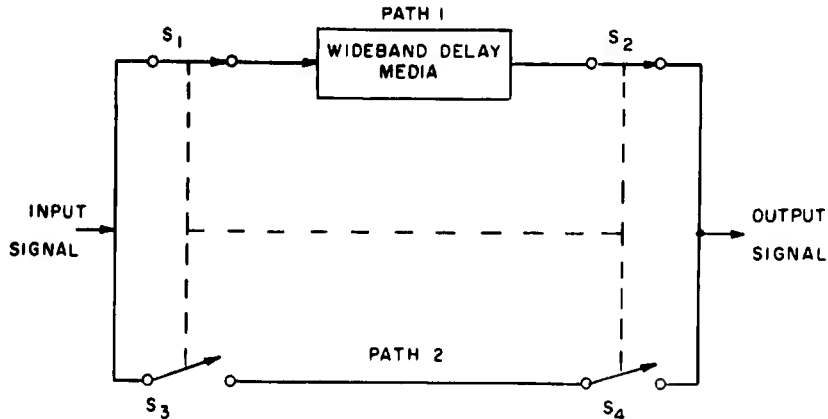 PATH 1
S1
WIDEBAND DELAY
MEDIA
S2
INPUT
SIGNAL
OUTPUT
SIGNAL
PATH 2
S3
S4